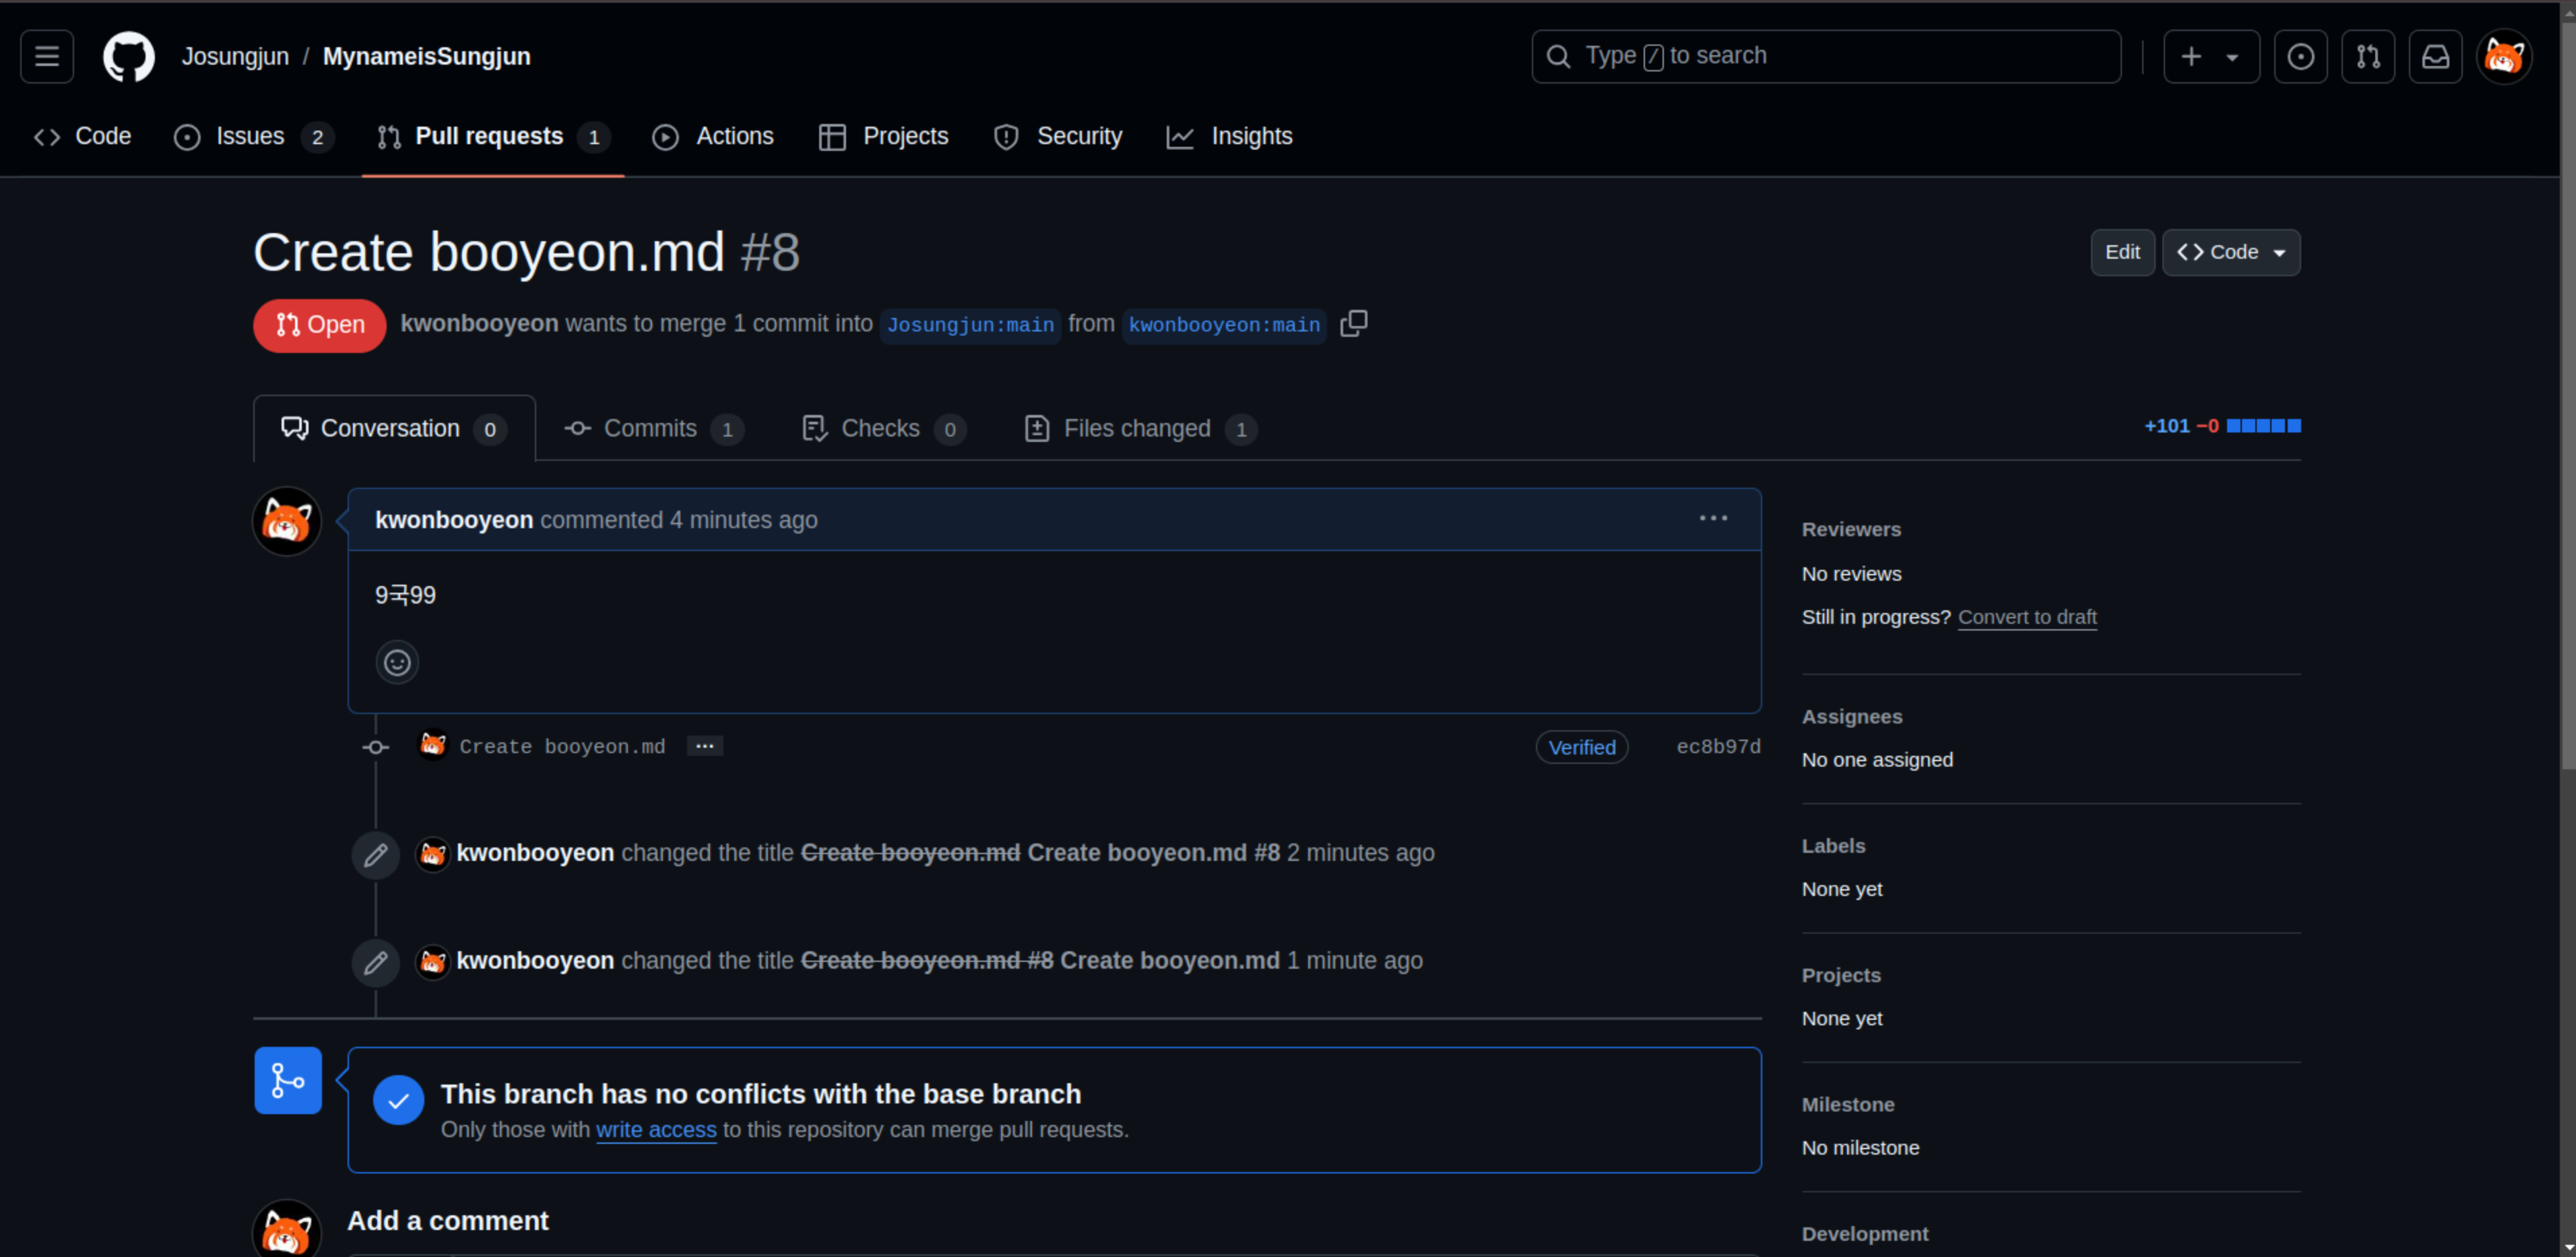 Josungjun / MynameisSungjun
Type / to search
Code
Issues 2
Pull requests 1
Actions
Projects
Security
Insights
Create booyeon.md #8
Edit
Code
Open
kwonbooyeon wants to merge 1 commit into Josungjun:main from kwonbooyeon:main
Conversation 0
Commits 1
Checks 0
Files changed 1
+101 −0
kwonbooyeon commented 4 minutes ago
9국99
Create booyeon.md ...
Verified
ec8b97d
kwonbooyeon changed the title Create booyeon.md Create booyeon.md #8 2 minutes ago
kwonbooyeon changed the title Create booyeon.md #8 Create booyeon.md 1 minute ago
This branch has no conflicts with the base branch
Only those with write access to this repository can merge pull requests.
Add a comment
Reviewers
No reviews
Still in progress? Convert to draft
Assignees
No one assigned
Labels
None yet
Projects
None yet
Milestone
No milestone
Development